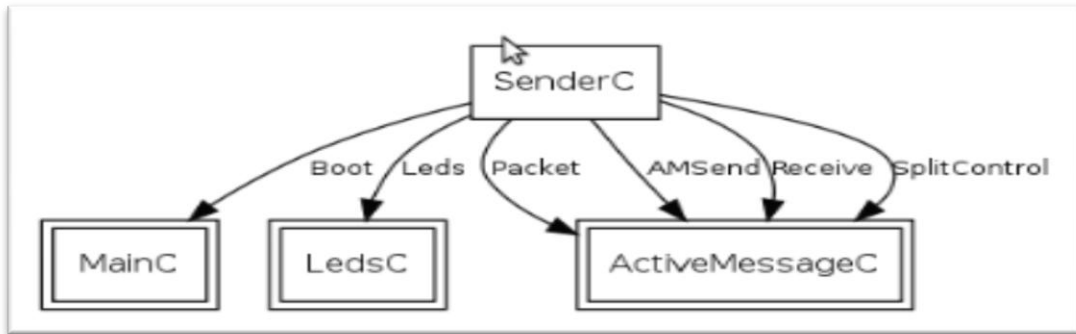 SenderC
Boot Leds Packet AMSend Receive SplitControl
MainC LedsC ActiveMessageC